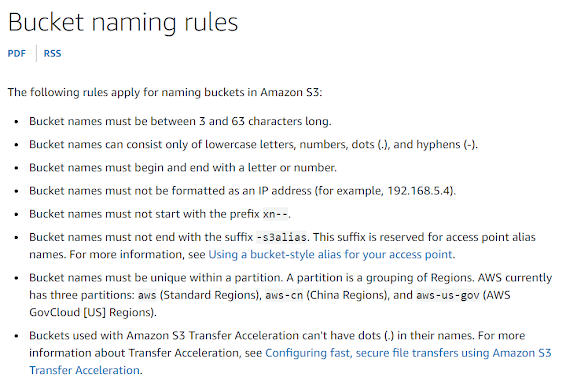 Bucket naming rules
PDF | RSS
The following rules apply for naming buckets in Amazon S3:
• Bucket names must be between 3 and 63 characters long.
• Bucket names can consist only of lowercase letters, numbers, dots (.), and hyphens (-).
• Bucket names must begin and end with a letter or number.
• Bucket names must not be formatted as an IP address (for example, 192.168.5.4).
• Bucket names must not start with the prefix xn--.
• Bucket names must not end with the suffix -s3alias. This suffix is reserved for access point alias
names. For more information, see Using a bucket-style alias for your access point.
• Bucket names must be unique within a partition. A partition is a grouping of Regions. AWS currently
has three partitions: aws (Standard Regions), aws-cn (China Regions), and aws-us-gov (AWS
GovCloud [US] Regions).
• Buckets used with Amazon S3 Transfer Acceleration can't have dots (.) in their names. For more
information about Transfer Acceleration, see Configuring fast, secure file transfers using Amazon S3
Transfer Acceleration.